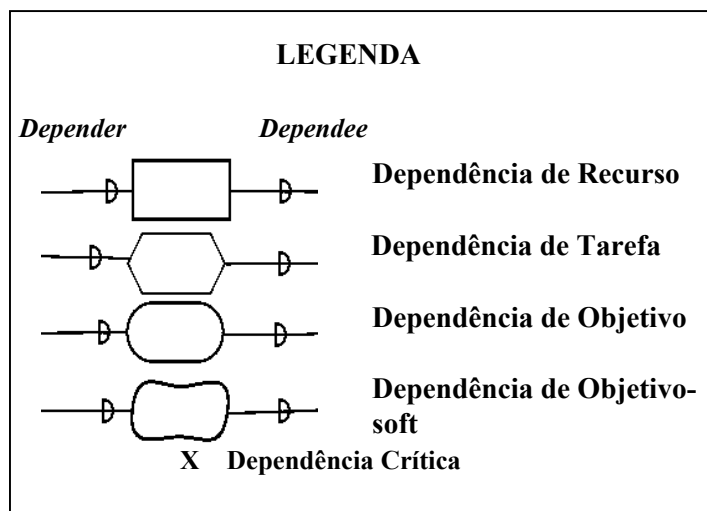 LEGENDA
Depender Dependee
Dependência de Recurso
Dependência de Tarefa
Dependência de Objetivo
Dependência de Objetivo-
soft
X Dependência Crítica